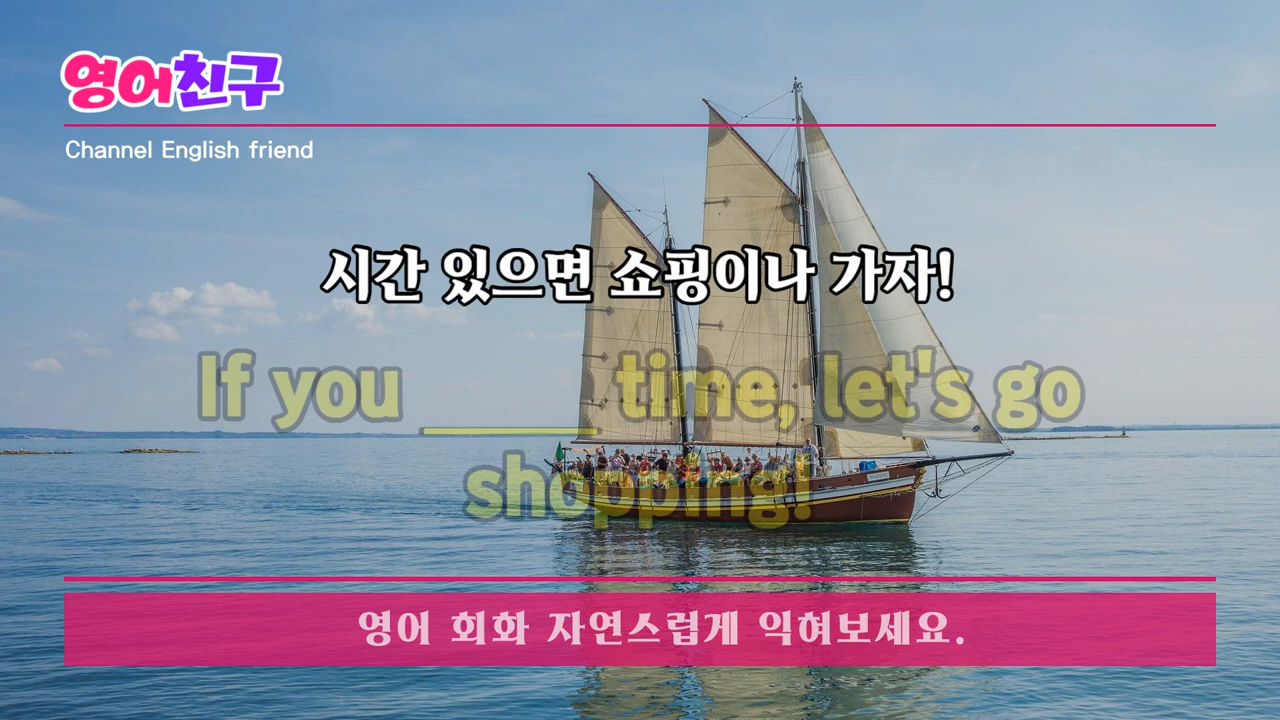 영어친구
Channel English friend
시간 있으면 쇼핑이나 가자!
If you ______ time, let's go
shopping!
영어 회화 자연스럽게 익혀보세요.